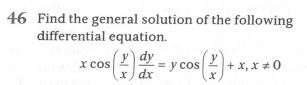 46 Find the general solution of the following
differential equation.
x cos(y/x) dy/dx = y cos(y/x) + x, x ≠ 0